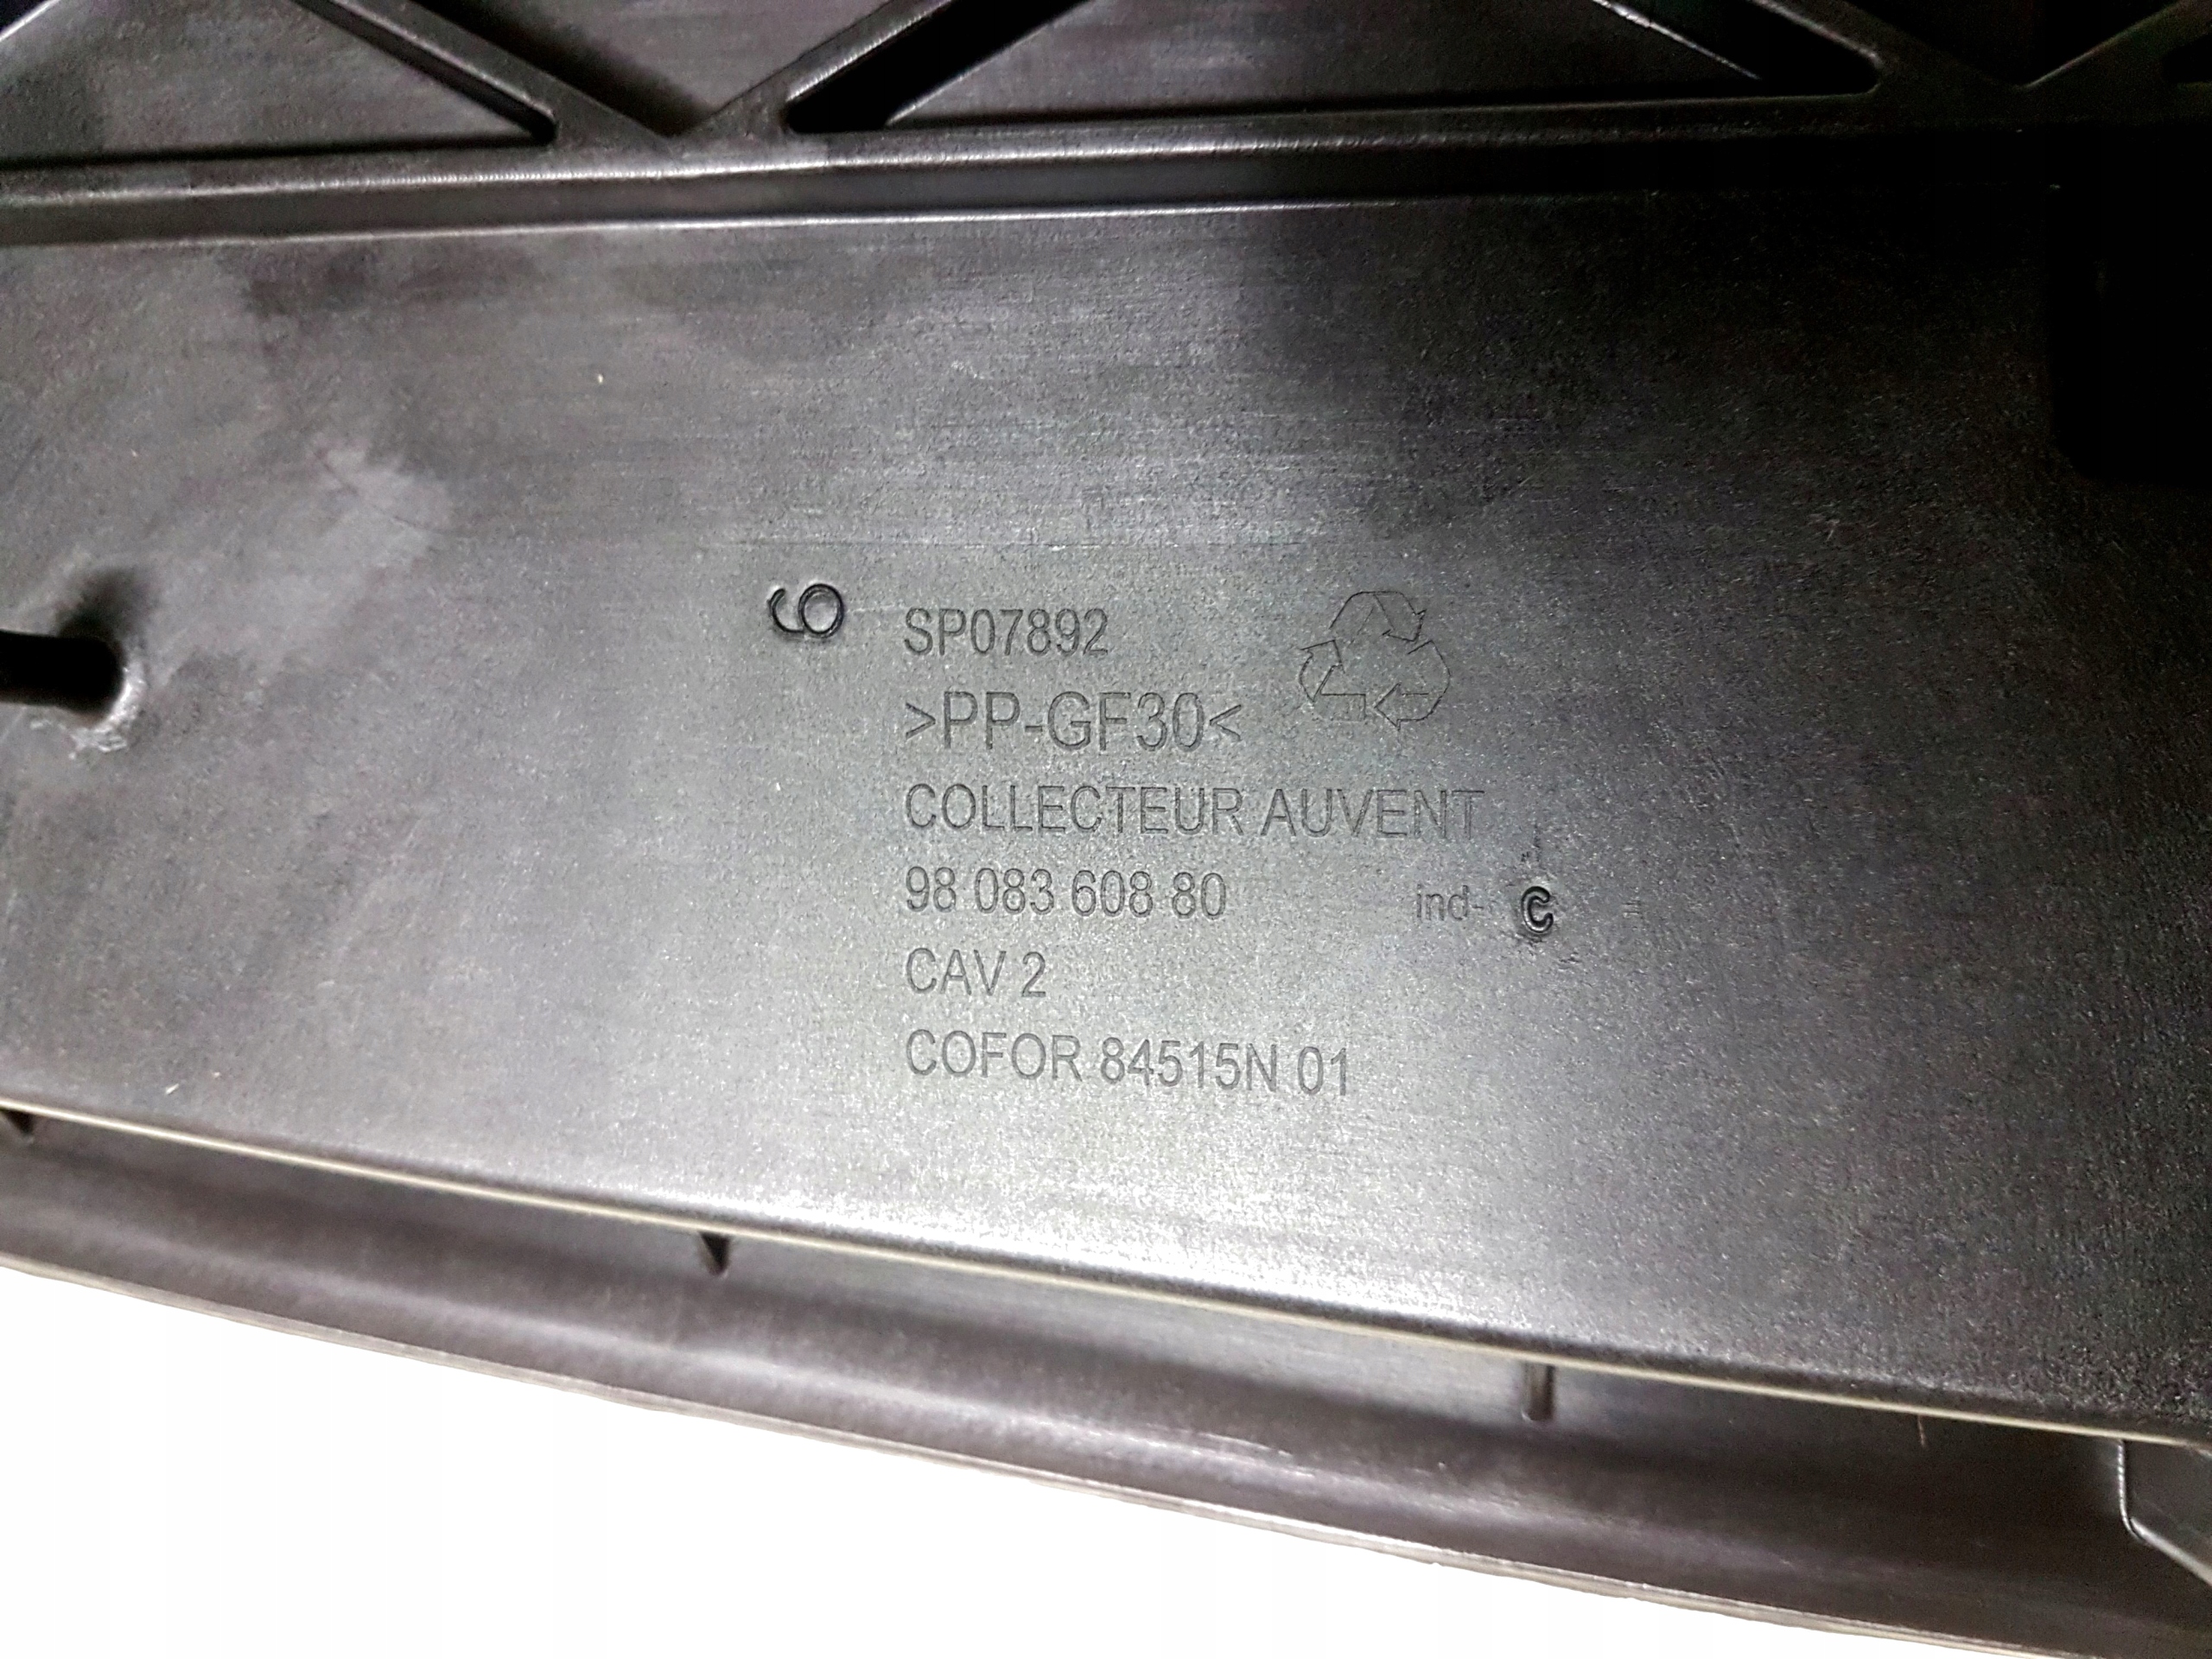 6
SP07892
>PP-GF30<
COLLECTEUR AUVENT
98 083 608 80 ind- C
CAV 2
COFOR 84515N 01